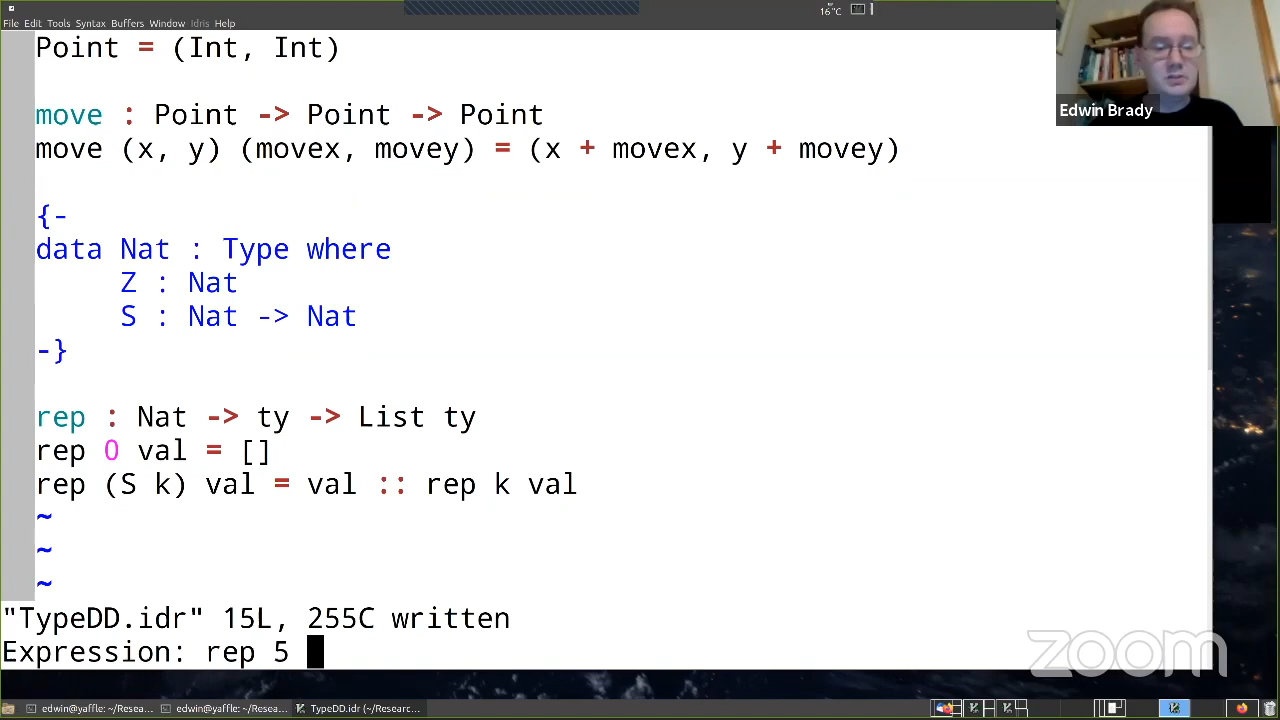 16°C
File Edit Tools Syntax Buffers Window Idris Help
Point = (Int, Int)
move : Point -> Point -> Point
move (x, y) (movex, movey) = (x + movex, y + movey)
{-
data Nat : Type where
Z : Nat
S : Nat -> Nat
-}
rep : Nat -> ty -> List ty
rep 0 val = []
rep (S k) val = val :: rep k val
~
~
~
"TypeDD.idr" 15L, 255C written
Expression: rep 5
Edwin Brady
zoom
edwin@yaffle: ~/Resea... edwin@yaffle: ~/Resea... TypeDD.idr (~/Researc...